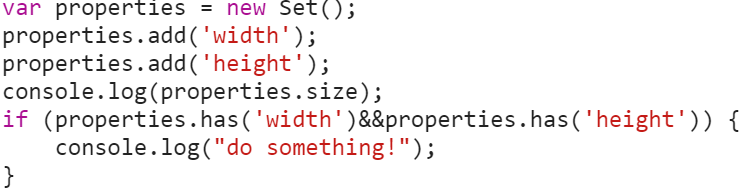 var properties = new Set();
properties.add('width');
properties.add('height');
console.log(properties.size);
if (properties.has('width')&&properties.has('height')) {
    console.log("do something!");
}